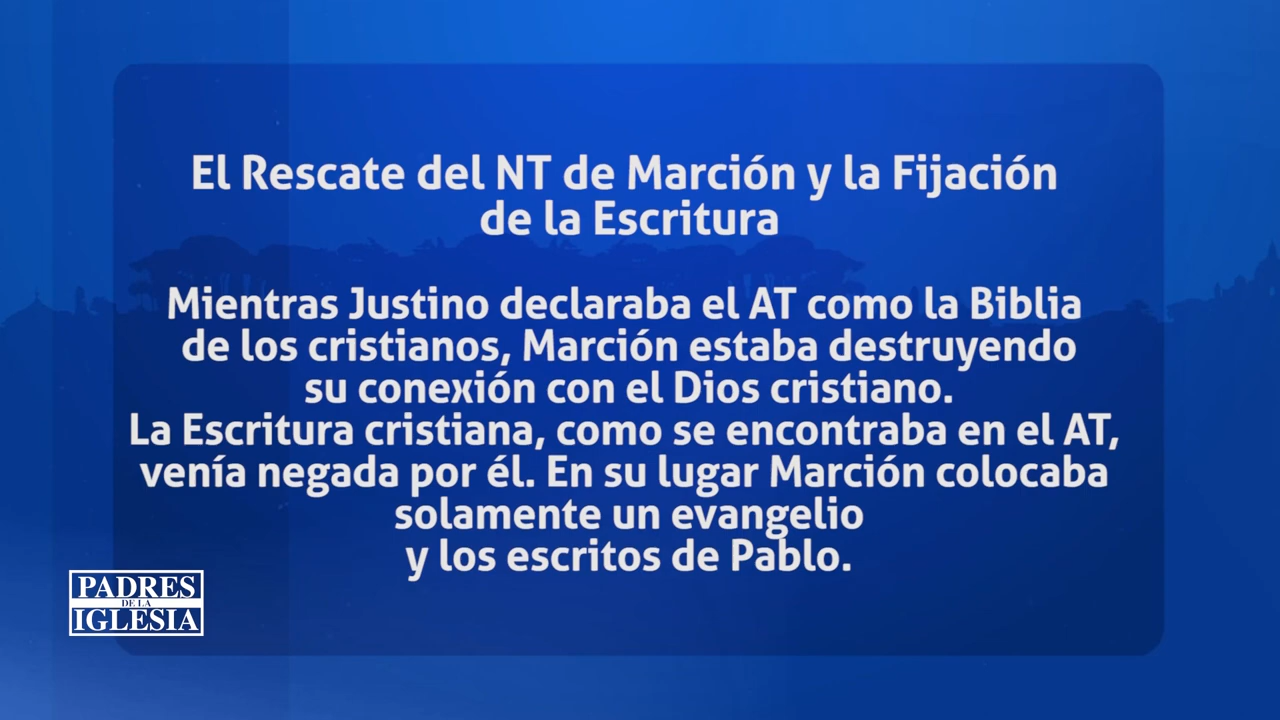 El Rescate del NT de Marción y la Fijación
de la Escritura
Mientras Justino declaraba el AT como la Biblia
de los cristianos, Marción estaba destruyendo
su conexión con el Dios cristiano.
La Escritura cristiana, como se encontraba en el AT,
venía negada por él. En su lugar Marción colocaba
solamente un evangelio
y los escritos de Pablo.
PADRES
DE LA
IGLESIA